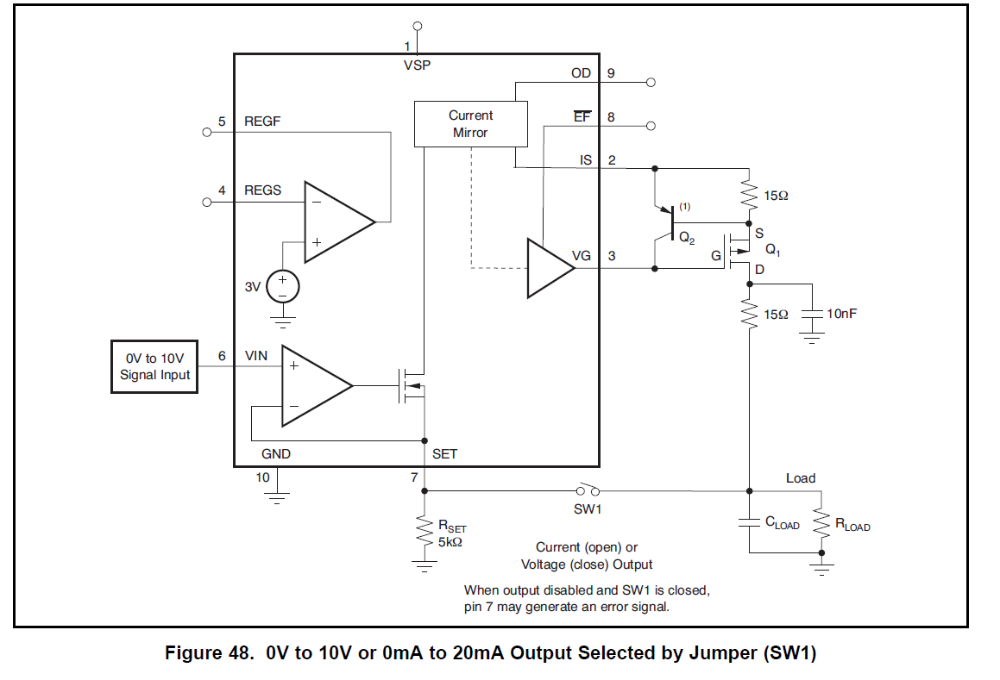 1
VSP
OD 9
EF 8
Current
Mirror
5 REGF
IS 2
4 REGS
−
+
15Ω
(1)
Q2
S
G
Q1
D
VG 3
3V
+
−
15Ω
10nF
0V to 10V
Signal Input
6 VIN
+
−
GND
SET
10
7
Load
SW1
RSET
5kΩ
CLOAD
RLOAD
Current (open) or
Voltage (close) Output
When output disabled and SW1 is closed,
pin 7 may generate an error signal.
Figure 48. 0V to 10V or 0mA to 20mA Output Selected by Jumper (SW1)